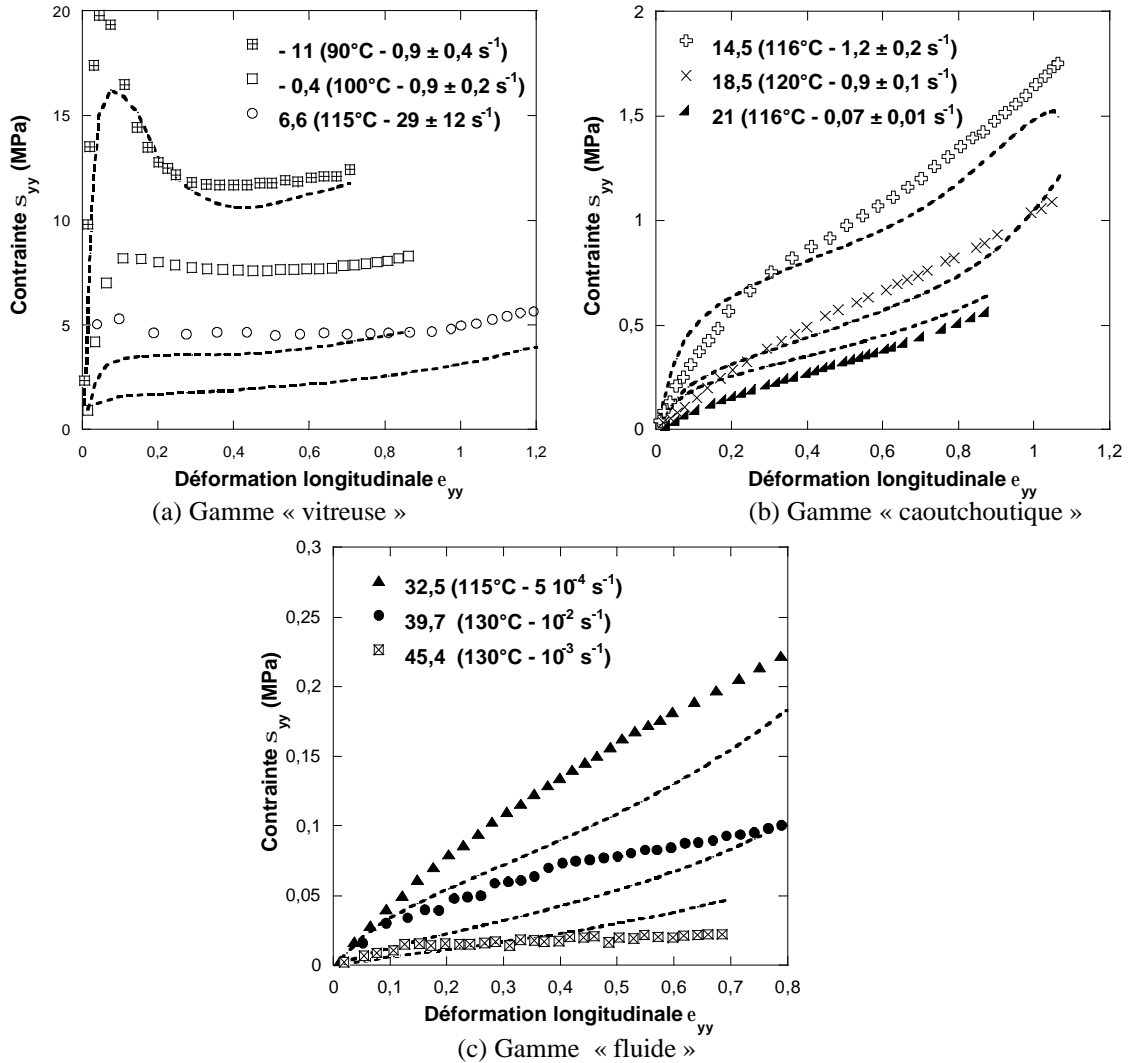 20
15
10
5
0
0 0,2 0,4 0,6 0,8 1 1,2
Contrainte s_yy (MPa)
- 11 (90°C - 0,9 ± 0,4 s⁻¹)
- 0,4 (100°C - 0,9 ± 0,2 s⁻¹)
6,6 (115°C - 29 ± 12 s⁻¹)
Déformation longitudinale e_yy
(a) Gamme « vitreuse »
2
1,5
1
0,5
0
0 0,2 0,4 0,6 0,8 1 1,2
Contrainte s_yy (MPa)
14,5 (116°C - 1,2 ± 0,2 s⁻¹)
18,5 (120°C - 0,9 ± 0,1 s⁻¹)
21 (116°C - 0,07 ± 0,01 s⁻¹)
Déformation longitudinale e_yy
(b) Gamme « caoutchoutique »
0,3
0,25
0,2
0,15
0,1
0,05
0
0 0,1 0,2 0,3 0,4 0,5 0,6 0,7 0,8
Contrainte s_yy (MPa)
32,5 (115°C - 5 10⁻⁴ s⁻¹)
39,7 (130°C - 10⁻² s⁻¹)
45,4 (130°C - 10⁻³ s⁻¹)
Déformation longitudinale e_yy
(c) Gamme « fluide »